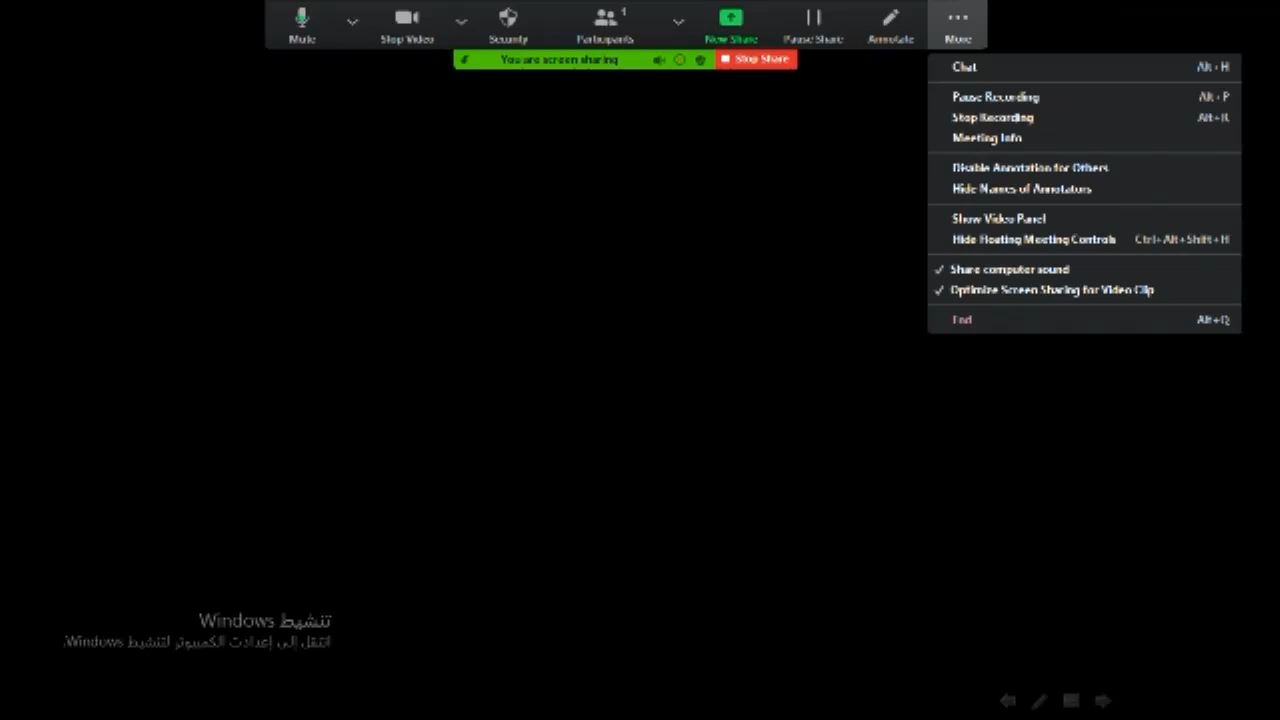 Mute
Stop Video
Security
Participants
1
New Share
Pause Share
Annotate
More
You are screen sharing
Stop Share
Chat Alt+H
Pause Recording Alt+P
Stop Recording Alt+R
Meeting Info
Disable Annotation for Others
Hide Names of Annotators
Show Video Panel
Hide Floating Meeting Controls Ctrl+Alt+Shift+H
Share computer sound
Optimize Screen Sharing for Video Clip
End Alt+Q
تنشيط Windows
انتقل إلى إعدادت الكمبيوتر لتنشيط Windows.